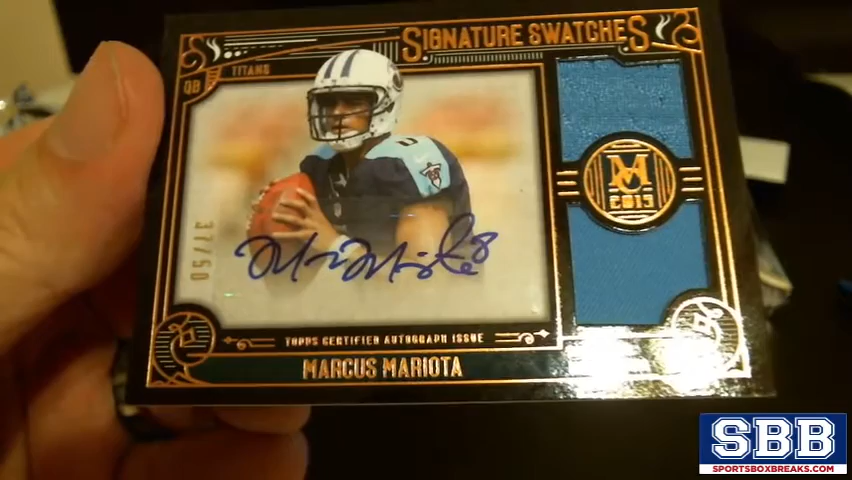 SIGNATURE SWATCHES
QB
TITANS
MC
2015
37/50
TOPPS CERTIFIED AUTOGRAPH ISSUE
MARCUS MARIOTA
SBB
SPORTSBOXBREAKS.COM